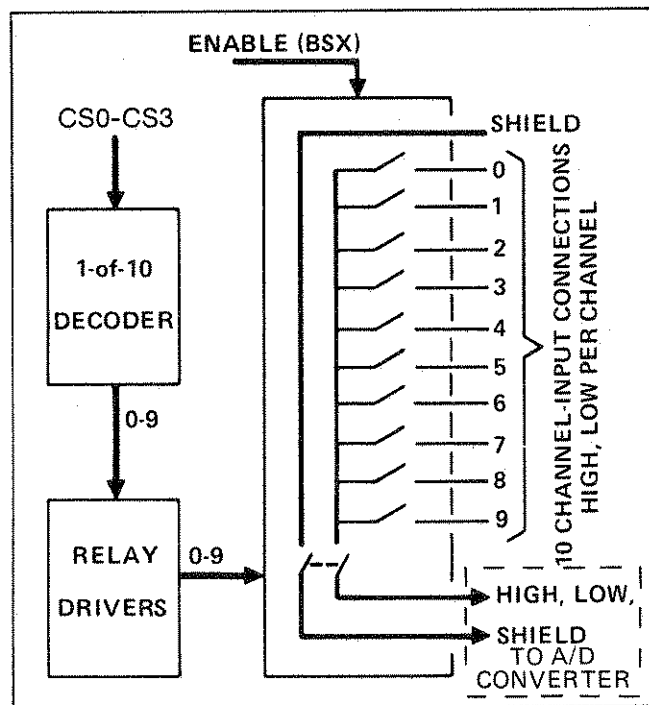 ENABLE (BSX)
CS0-CS3
SHIELD
0
1
2
3
4
5
6
7
8
9
10 CHANNEL-INPUT CONNECTIONS
HIGH, LOW PER CHANNEL
1-of-10
DECODER
0-9
RELAY
DRIVERS
0-9
HIGH, LOW,
SHIELD
TO A/D
CONVERTER